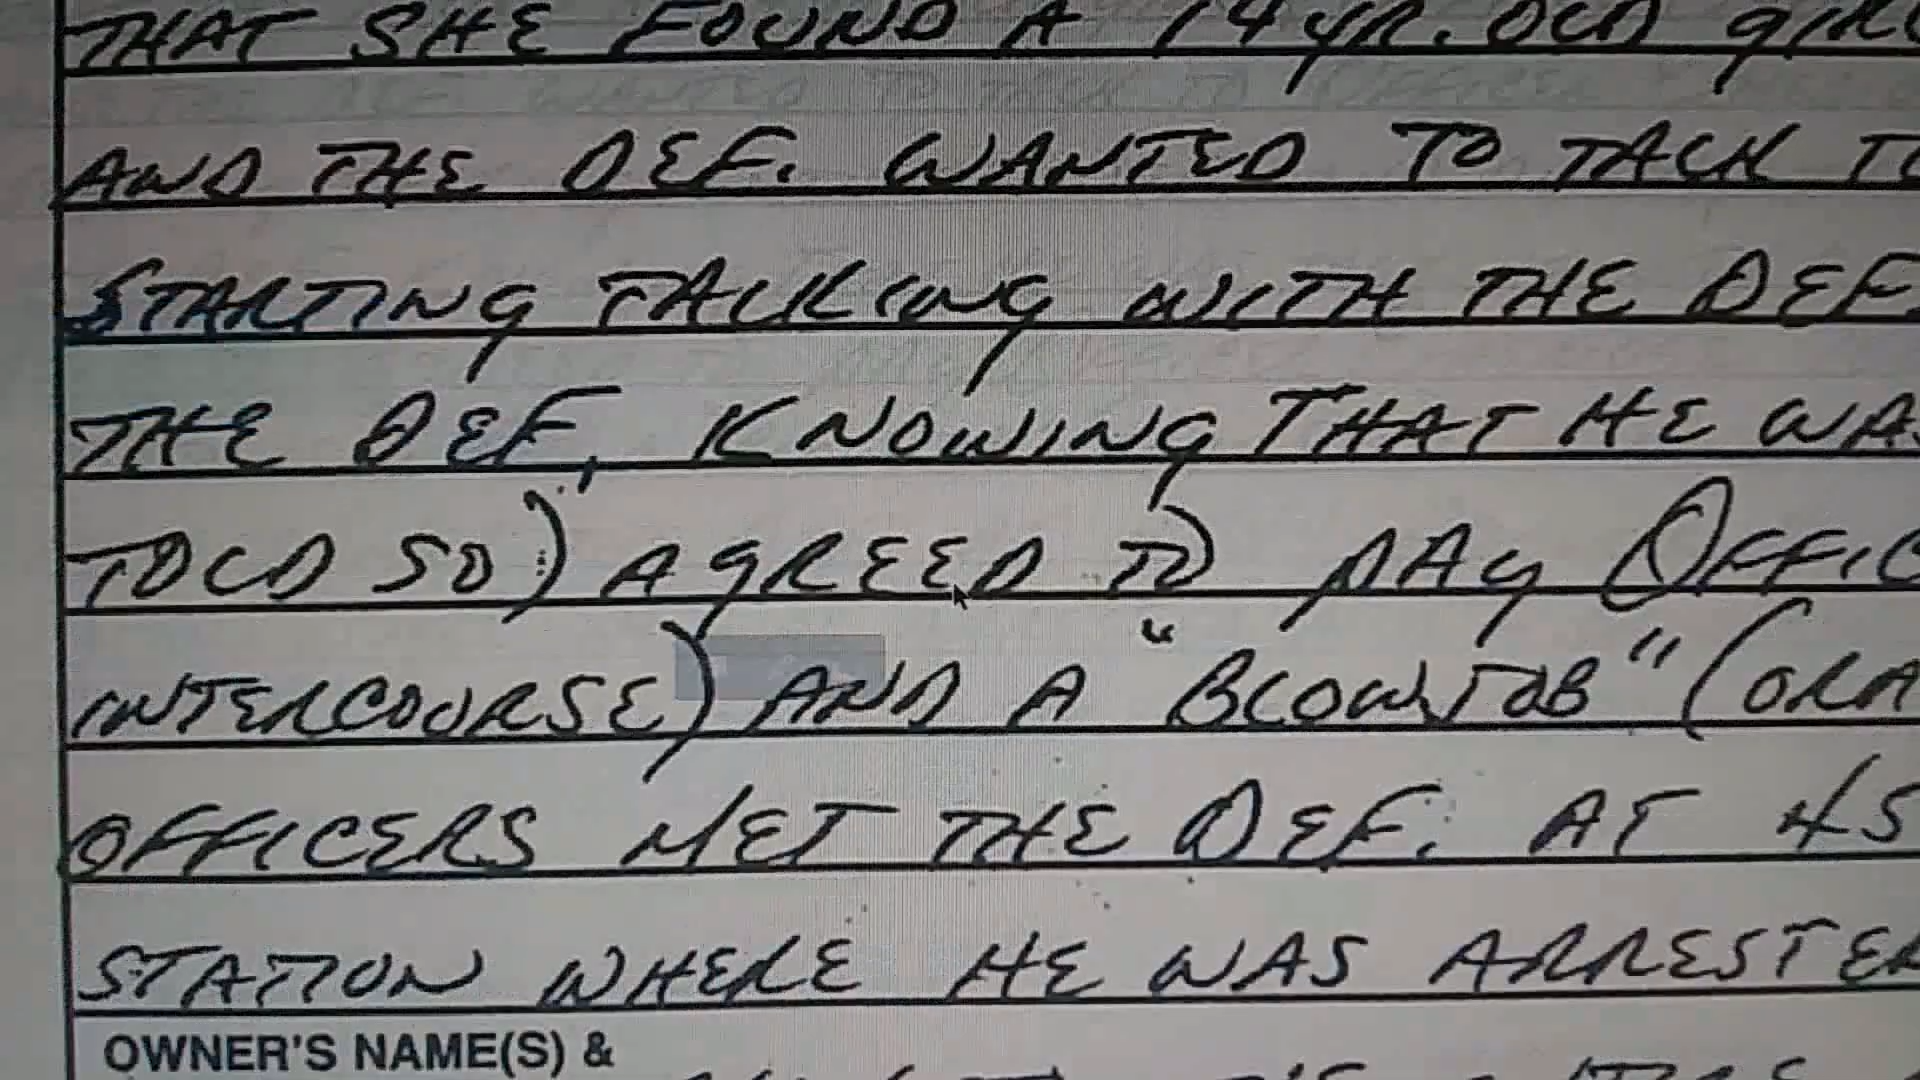 THAT SHE FOUND A 14 YR. OLD GIRL
AND THE DEF. WANTED TO TALK TO
STARTING TALKING WITH THE DEF.
THE DEF, KNOWING THAT HE WAS
TOLD SO) AGREED TO PAY OFFIC
INTERCOURSE) AND A "BLOWJOB" (ORA
OFFICERS MET THE DEF. AT 45
STATION WHERE HE WAS ARRESTED
OWNER'S NAME(S) &